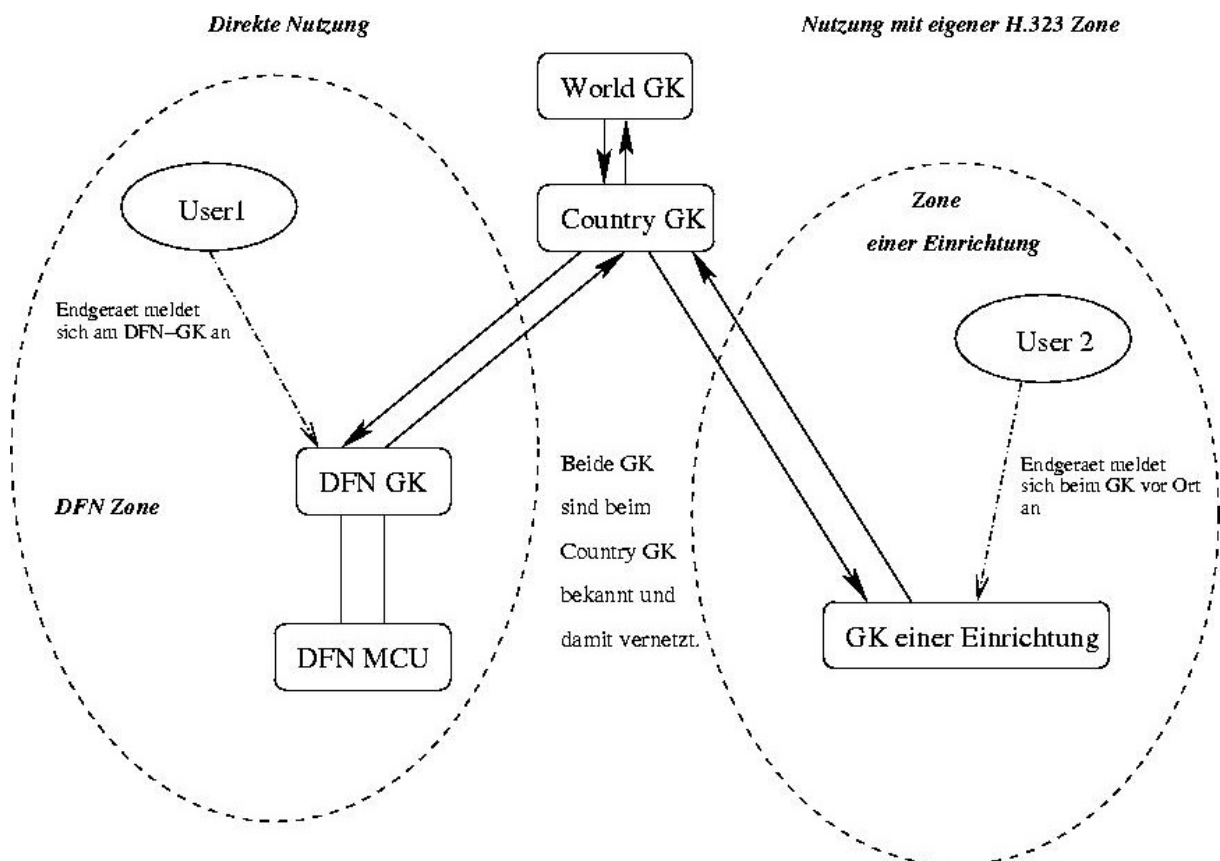 Direkte Nutzung
Nutzung mit eigener H.323 Zone
World GK
Country GK
User1
Endgeraet meldet
sich am DFN–GK an
DFN GK
DFN Zone
DFN MCU
Beide GK
sind beim
Country GK
bekannt und
damit vernetzt.
Zone
einer Einrichtung
User 2
Endgeraet meldet
sich beim GK vor Ort
an
GK einer Einrichtung